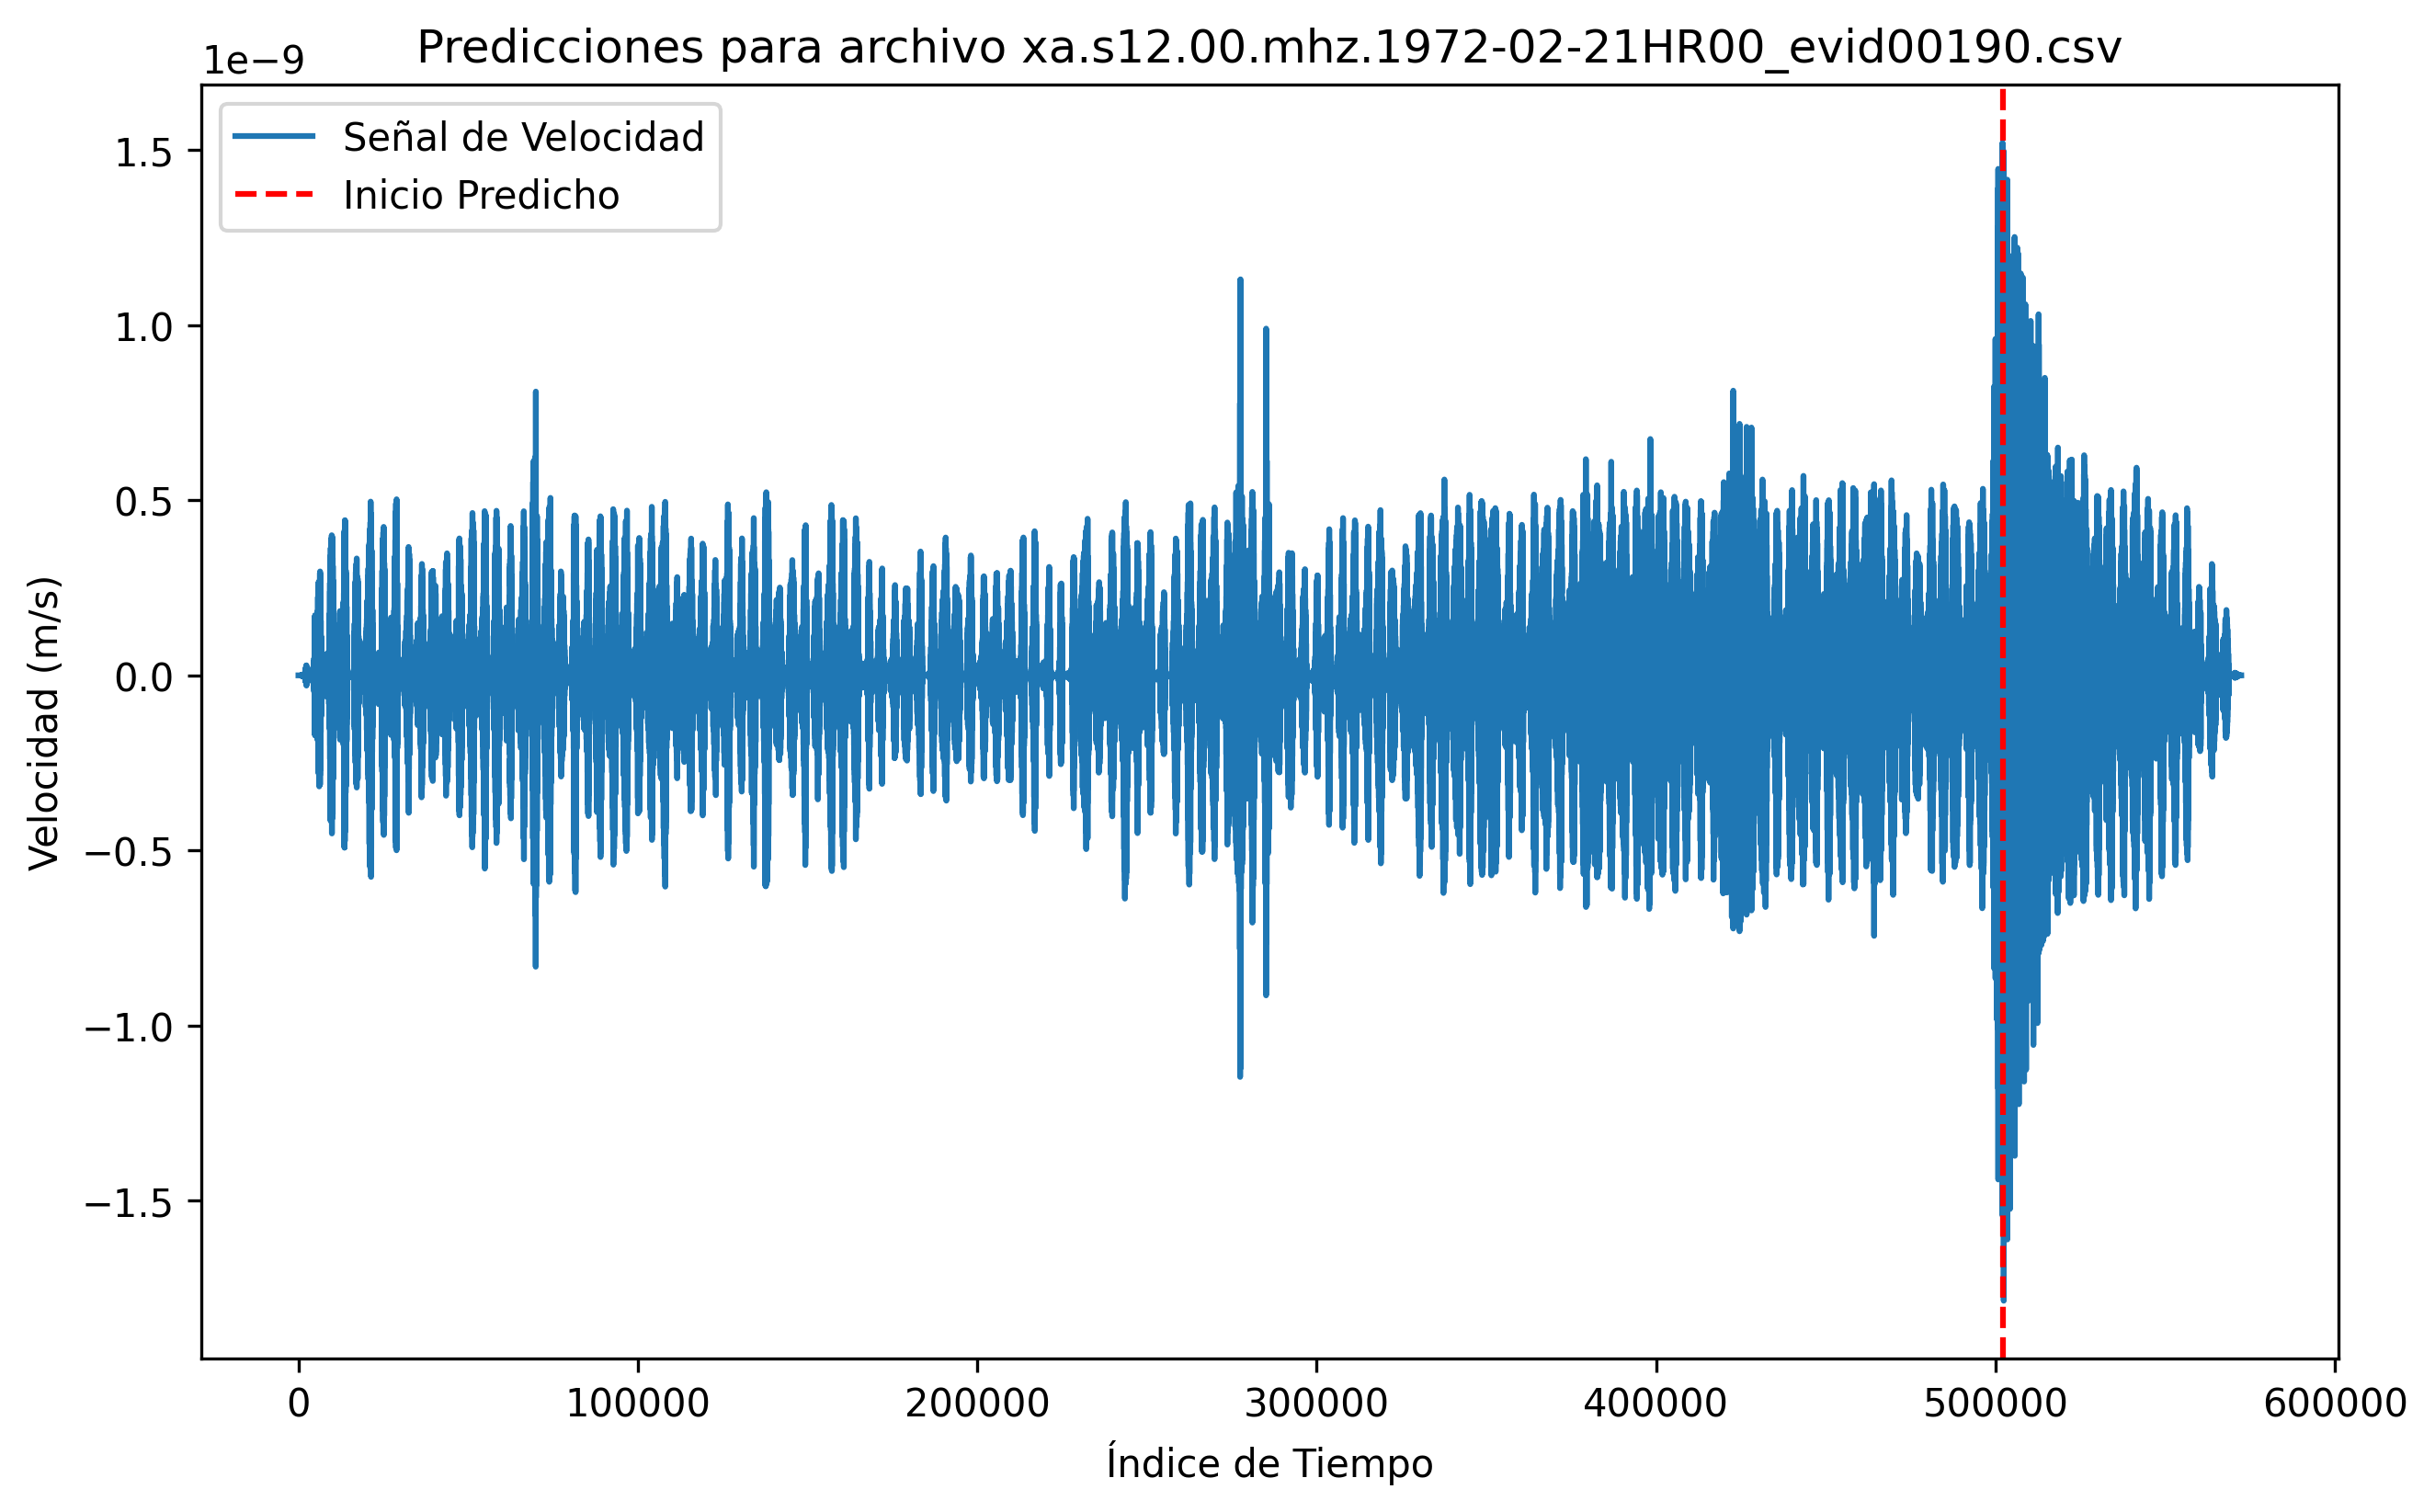 Predicciones para archivo xa.s12.00.mhz.1972-02-21HR00_evid00190.csv
1e−9
Señal de Velocidad
Inicio Predicho
1.5
1.0
0.5
0.0
−0.5
−1.0
−1.5
Velocidad (m/s)
0 100000 200000 300000 400000 500000 600000
Índice de Tiempo